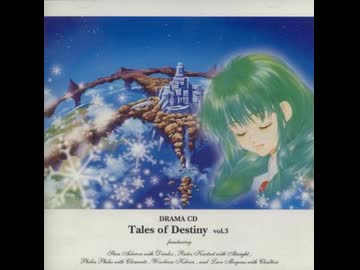 DRAMA CD
Tales of Destiny vol.3
featuring
Stan Aileron with Dimlos, Rutee Katrea with Atwight,
Philia Philis with Clemente, Woodrow Kelvin, and Leon Magnus with Chaltier